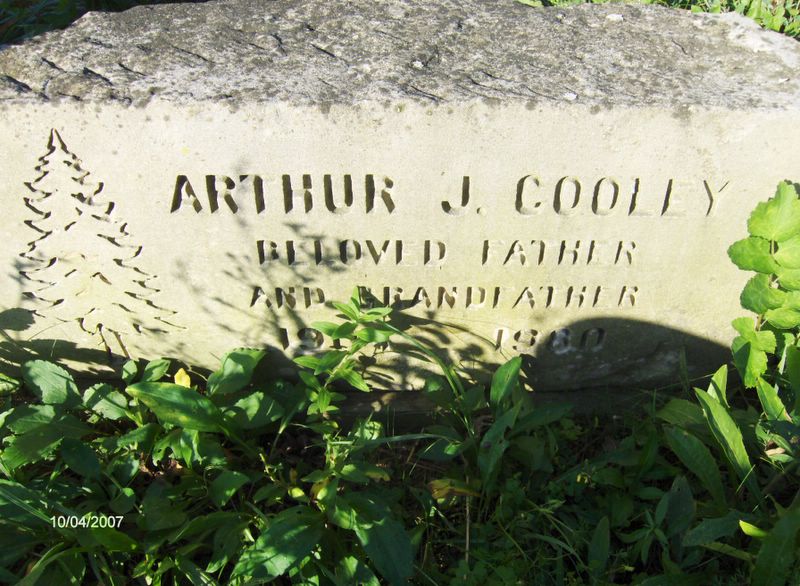 ARTHUR J. COOLEY
BELOVED FATHER
AND GRANDFATHER
1980
10/04/2007